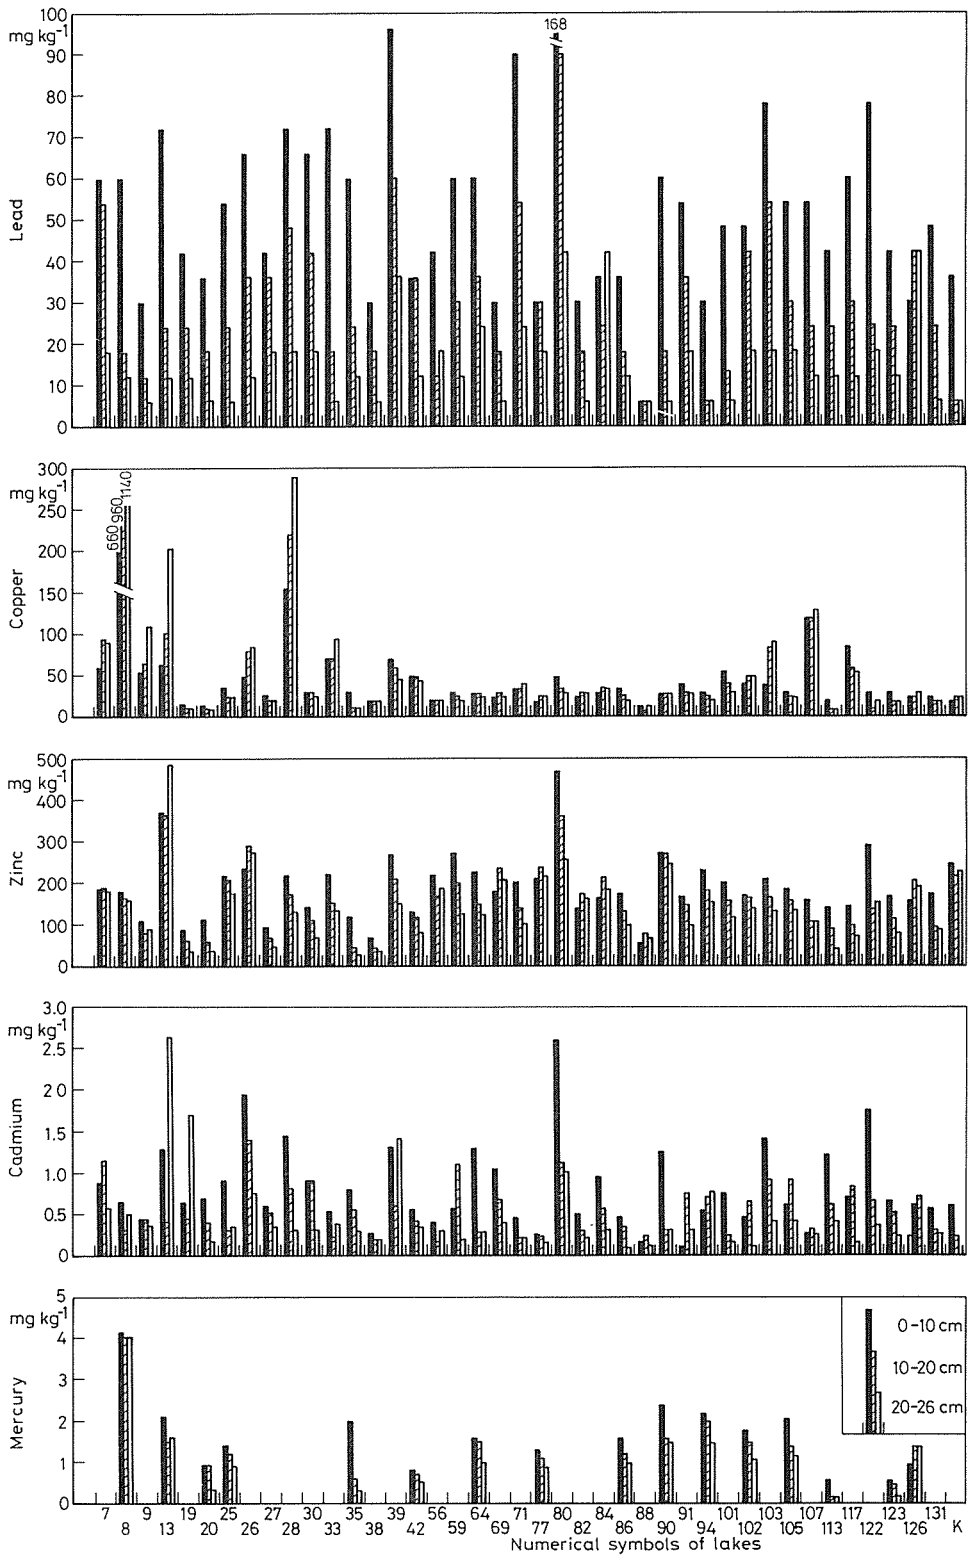 100
mg kg-1
90
80
70
60
50
40
30
20
10
0
Lead
168
300
mg kg-1
250
200
150
100
50
0
Copper
660 960 1140
500
mg kg-1
400
300
200
100
0
Zinc
3.0
mg kg-1
2.5
2.0
1.5
1.0
0.5
0
Cadmium
5
mg kg-1
4
3
2
1
0
Mercury
0-10 cm
10-20 cm
20-26 cm
7 9 19 25 27 30 35 39 56 64 71 80 84 88 91 101 103 107 117 123 131
8 13 20 26 28 33 38 42 59 69 77 82 86 90 94 102 105 113 122 126 K
Numerical symbols of lakes